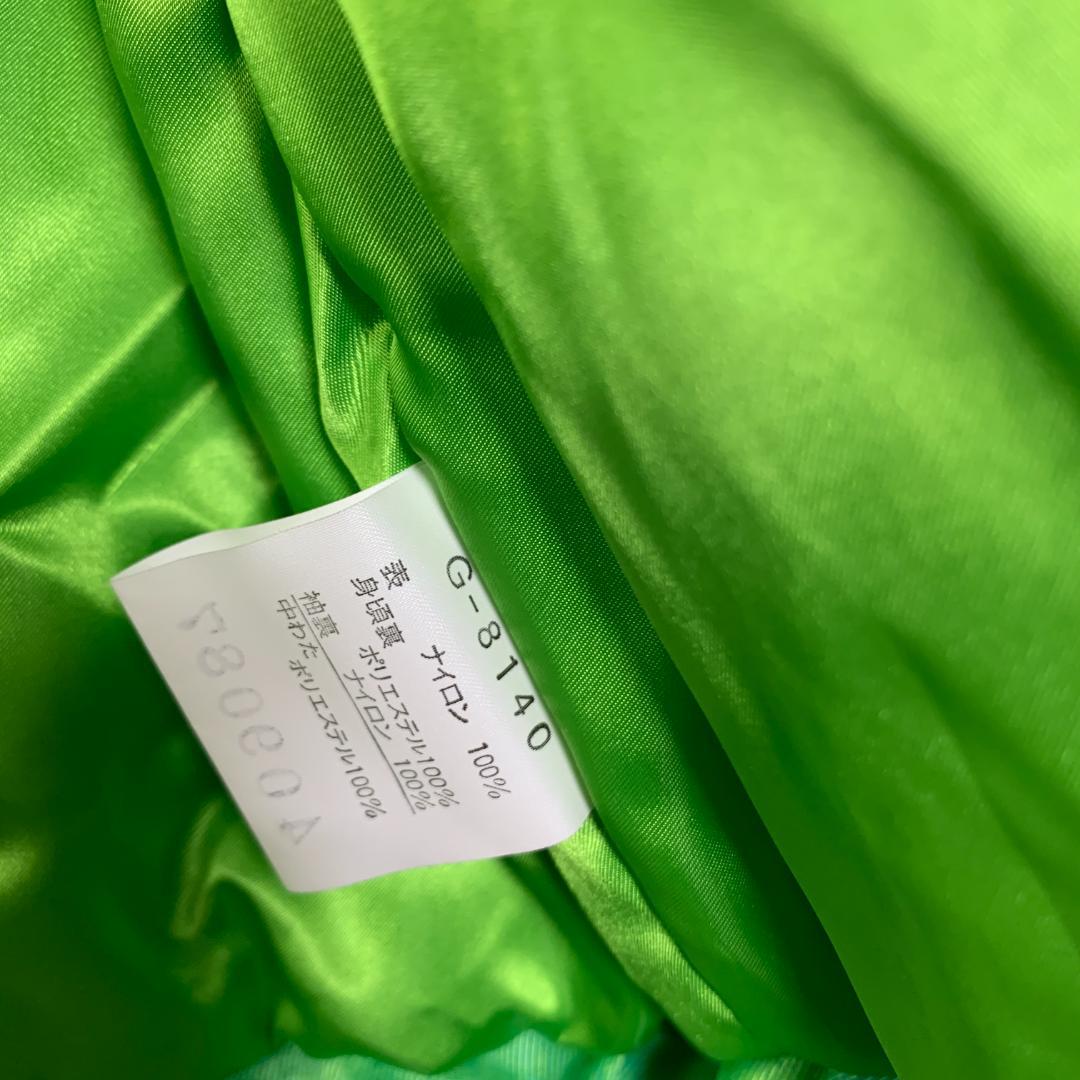 G-8140
表 ナイロン 100%
身頃裏 ポリエステル100%
袖裏 ナイロン 100%
中わた ポリエステル100%